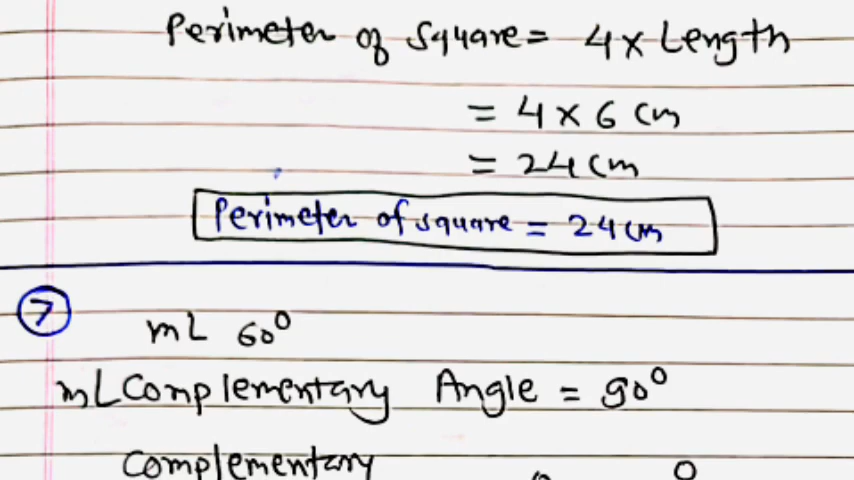 Perimeter of Square = 4 × Length
= 4 × 6 cm
= 24 cm
Perimeter of square = 24 cm
7
m∠ 60°
m∠ Complementary Angle = 90°
Complementary